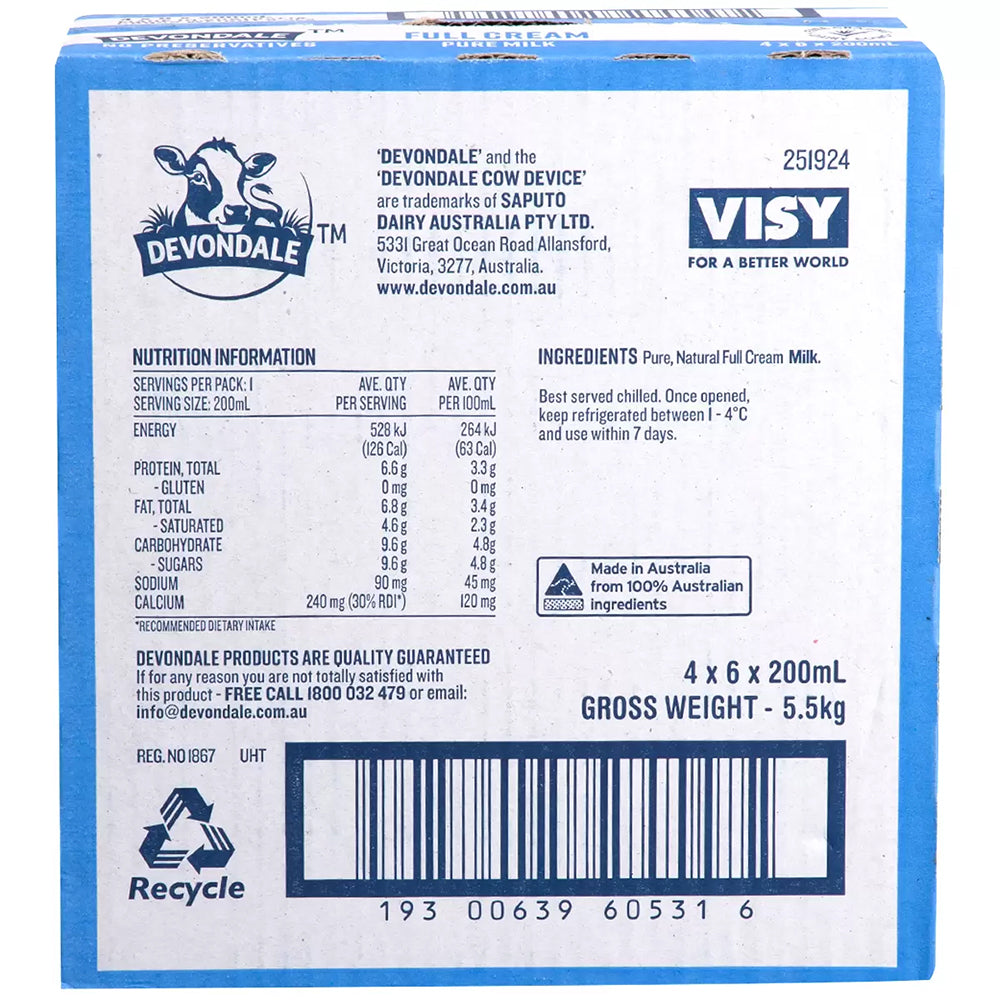 DEVONDALE™
NO PRESERVATIVES
FULL CREAM
PURE MILK
4 x 6 x 200mL
DEVONDALE™
'DEVONDALE' and the
'DEVONDALE COW DEVICE'
are trademarks of SAPUTO
DAIRY AUSTRALIA PTY LTD.
5331 Great Ocean Road Allansford,
Victoria, 3277, Australia.
www.devondale.com.au
251924
VISY
FOR A BETTER WORLD
NUTRITION INFORMATION
SERVINGS PER PACK: 1 AVE. QTY AVE. QTY
SERVING SIZE: 200mL PER SERVING PER 100mL
ENERGY 528 kJ 264 kJ
(126 Cal) (63 Cal)
PROTEIN, TOTAL 6.6 g 3.3 g
- GLUTEN 0 mg 0 mg
FAT, TOTAL 6.8 g 3.4 g
- SATURATED 4.6 g 2.3 g
CARBOHYDRATE 9.6 g 4.8g
- SUGARS 9.6 g 4.8 g
SODIUM 90 mg 45 mg
CALCIUM 240 mg (30% RDI*) 120 mg
*RECOMMENDED DIETARY INTAKE
INGREDIENTS Pure, Natural Full Cream Milk.
Best served chilled. Once opened,
keep refrigerated between 1 - 4°C
and use within 7 days.
Made in Australia
from 100% Australian
ingredients
DEVONDALE PRODUCTS ARE QUALITY GUARANTEED
If for any reason you are not totally satisfied with
this product - FREE CALL 1800 032 479 or email:
info@devondale.com.au
4 x 6 x 200mL
GROSS WEIGHT - 5.5kg
REG. NO 1867 UHT
Recycle
193 00639 60531 6